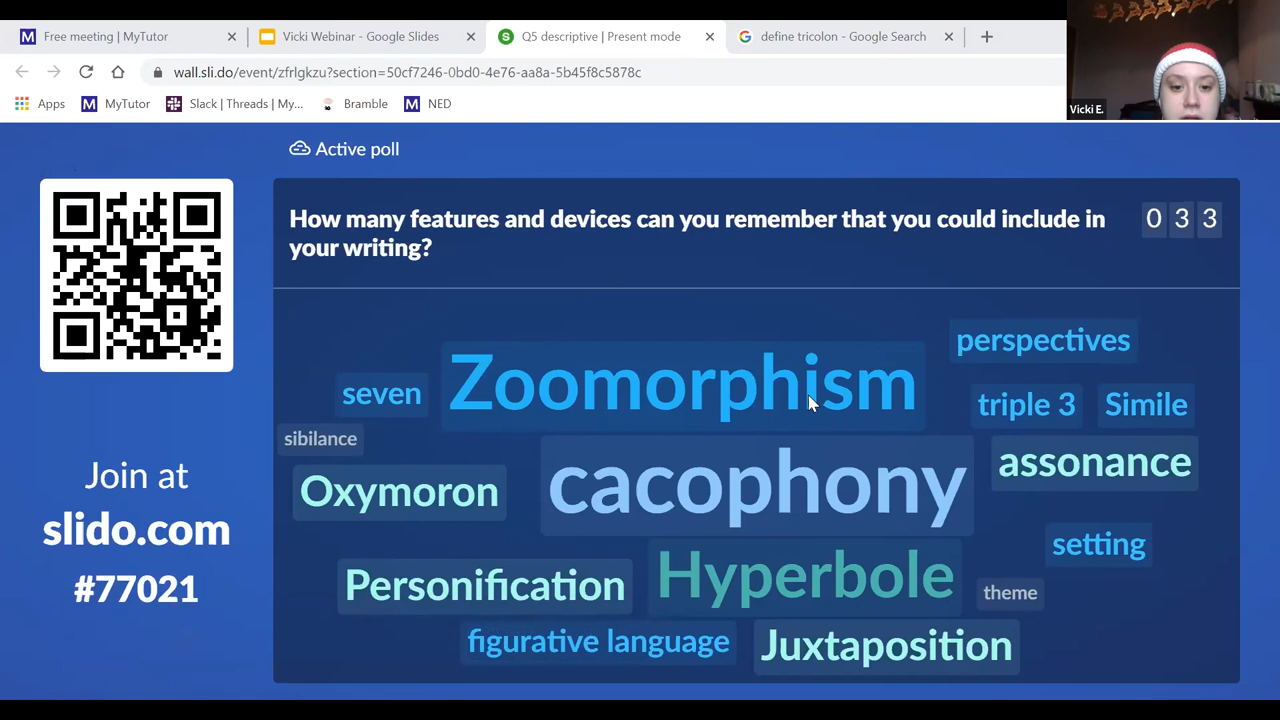 Free meeting | MyTutor
Vicki Webinar - Google Slides
Q5 descriptive | Present mode
define tricolon - Google Search
wall.sli.do/event/zfrlgkzu?section=50cf7246-0bd0-4e76-aa8a-5b45f8c5878c
Apps
MyTutor
Slack | Threads | My...
Bramble
NED
Vicki E.
Active poll
How many features and devices can you remember that you could include in
your writing?
0 3 3
Join at
slido.com
#77021
perspectives
Zoomorphism
seven
triple 3
Simile
sibilance
assonance
Oxymoron
cacophony
setting
Personification
Hyperbole
theme
figurative language
Juxtaposition